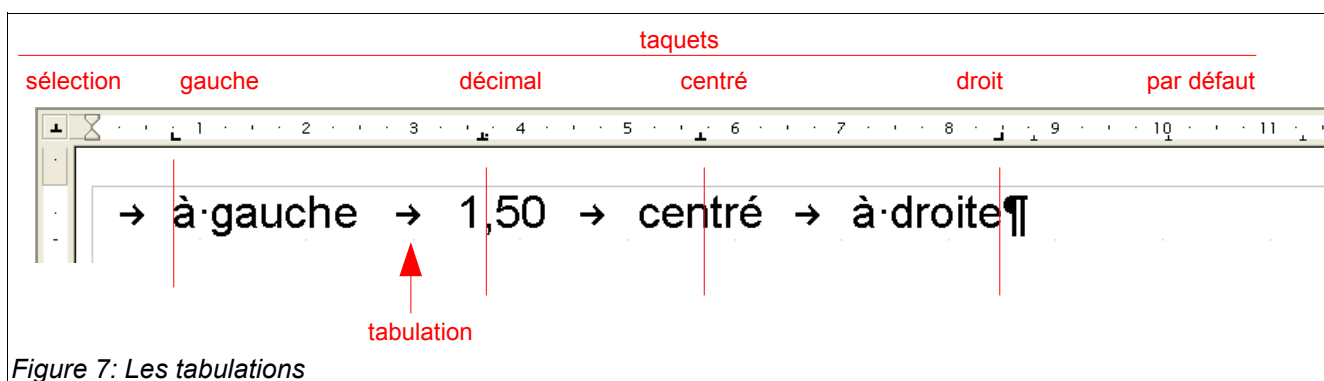 taquets
sélection gauche décimal centré droit par défaut
1 2 3 4 5 6 7 8 9 10 11
→ à·gauche → 1,50 → centré → à·droite¶
tabulation
Figure 7: Les tabulations